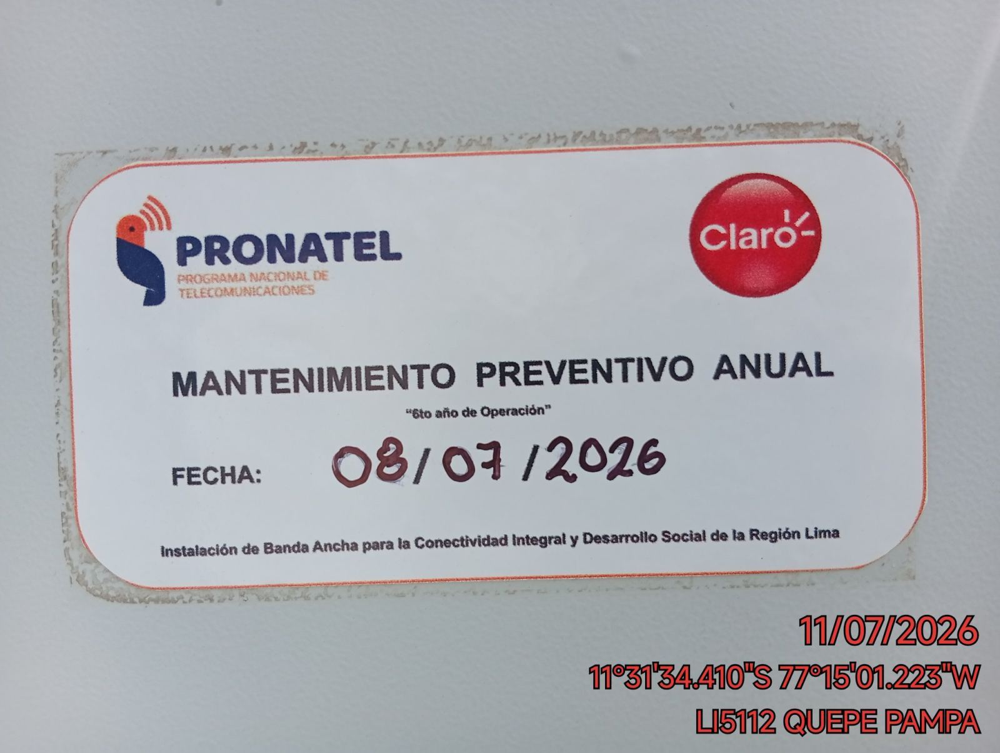 PRONATEL
PROGRAMA NACIONAL DE
TELECOMUNICACIONES
Claro
MANTENIMIENTO PREVENTIVO ANUAL
“6to año de Operación”
FECHA: 08/07/2026
Instalación de Banda Ancha para la Conectividad Integral y Desarrollo Social de la Región Lima
11/07/2026
11°31'34.410"S 77°15'01.223"W
LI5112 QUEPE PAMPA